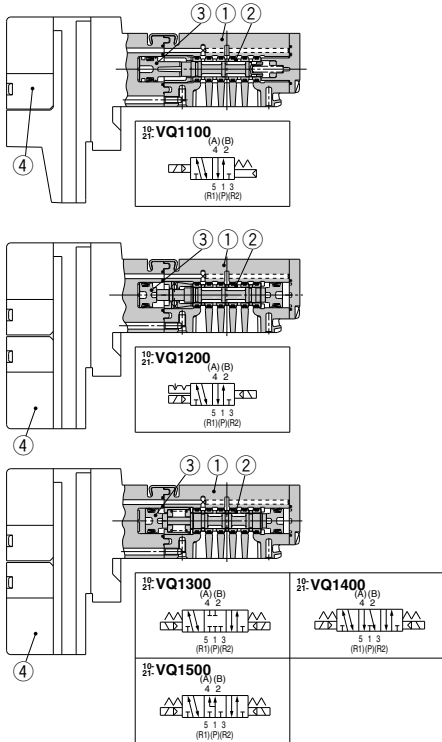 ③ ① ②
④
10-
21-VQ1100
(A) (B)
4 2
5 1 3
(R1)(P)(R2)
③ ① ②
④
10-
21-VQ1200
(A) (B)
4 2
5 1 3
(R1)(P)(R2)
③ ① ②
④
10-
21-VQ1300
(A) (B)
4 2
5 1 3
(R1)(P)(R2)
10-
21-VQ1400
(A) (B)
4 2
5 1 3
(R1)(P)(R2)
10-
21-VQ1500
(A) (B)
4 2
5 1 3
(R1)(P)(R2)